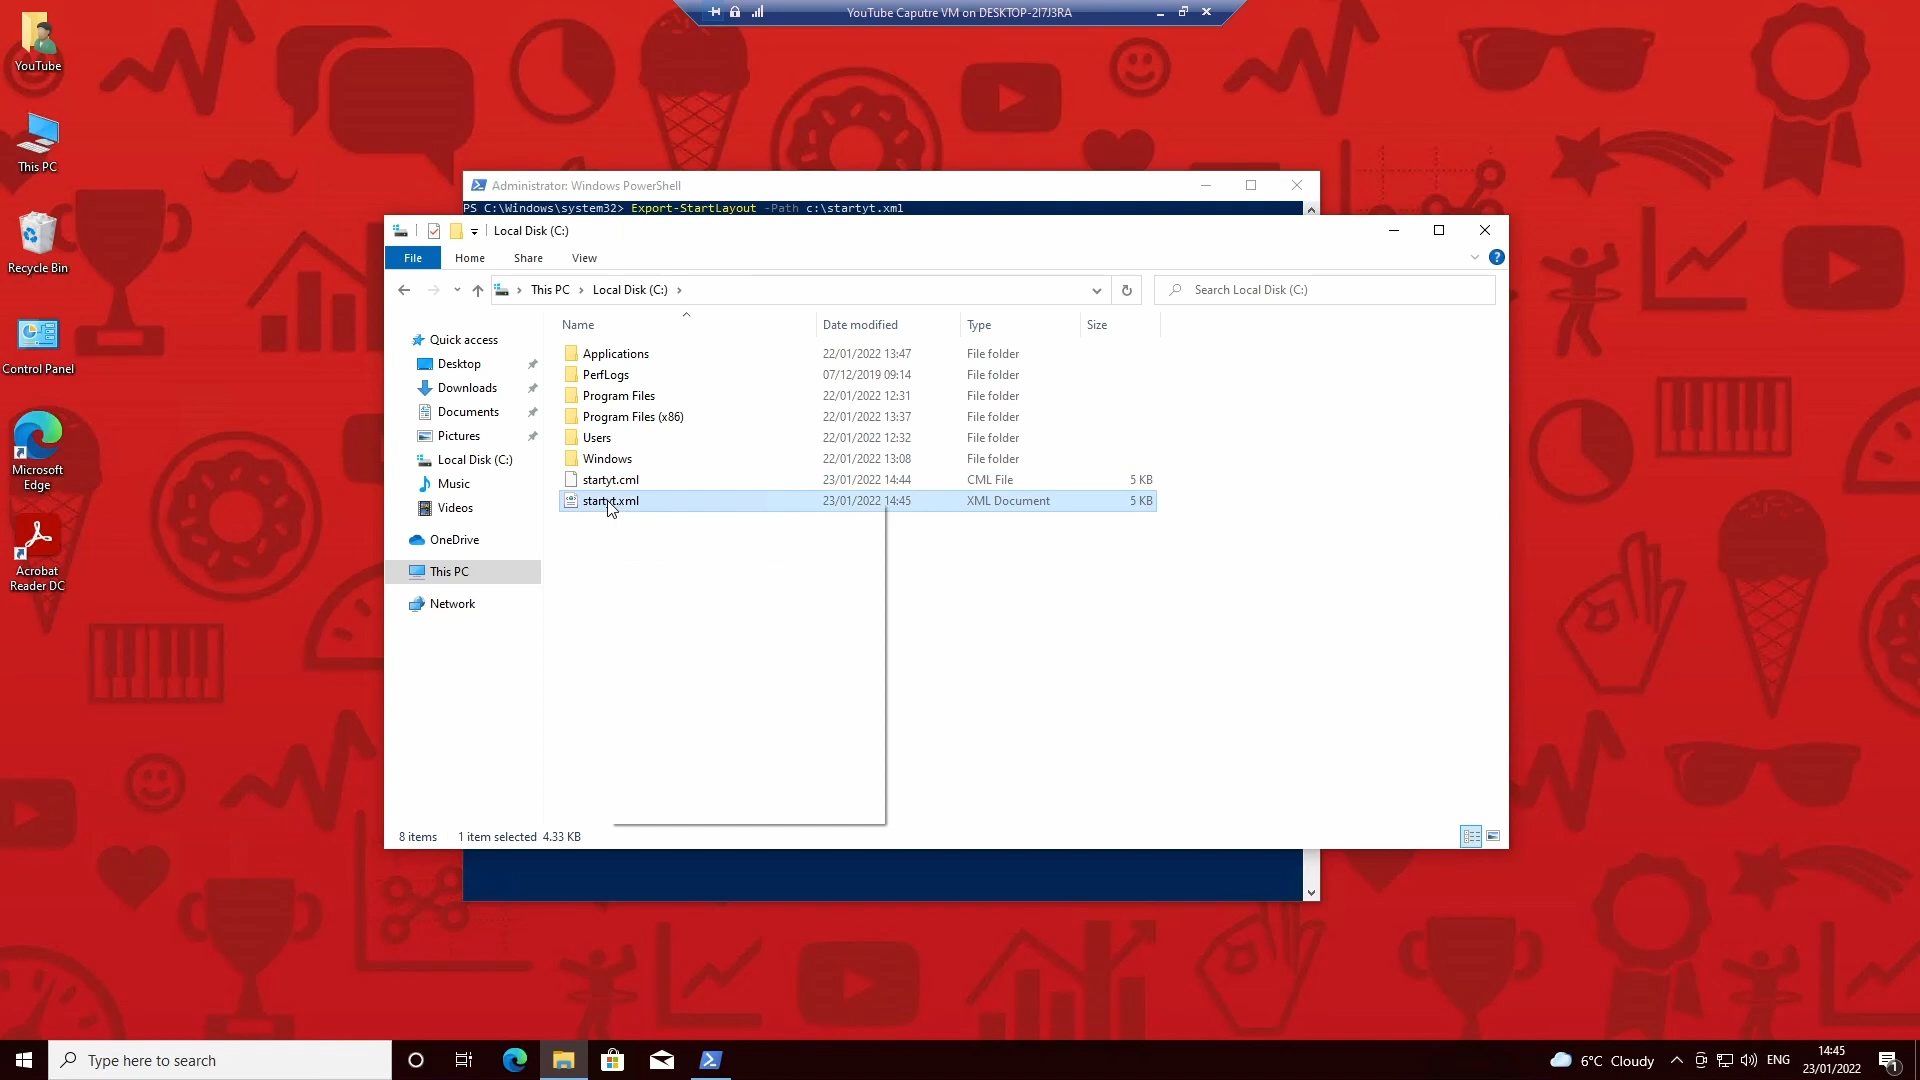 YouTube Caputre VM on DESKTOP-2I7J3RA
YouTube
This PC
Recycle Bin
Control Panel
Microsoft
Edge
Acrobat
Reader DC
Administrator: Windows PowerShell
PS C:\Windows\system32> Export-StartLayout -Path c:\startyt.xml
Local Disk (C:)
File Home Share View
This PC Local Disk (C:)
Search Local Disk (C:)
Quick access
Desktop
Downloads
Documents
Pictures
Local Disk (C:)
Music
Videos
OneDrive
This PC
Network
Name Date modified Type Size
Applications 22/01/2022 13:47 File folder
PerfLogs 07/12/2019 09:14 File folder
Program Files 22/01/2022 12:31 File folder
Program Files (x86) 22/01/2022 13:37 File folder
Users 22/01/2022 12:32 File folder
Windows 22/01/2022 13:08 File folder
startyt.cml 23/01/2022 14:44 CML File 5 KB
startyt.xml 23/01/2022 14:45 XML Document 5 KB
8 items 1 item selected 4.33 KB
Type here to search
6°C Cloudy
ENG
14:45
23/01/2022
1